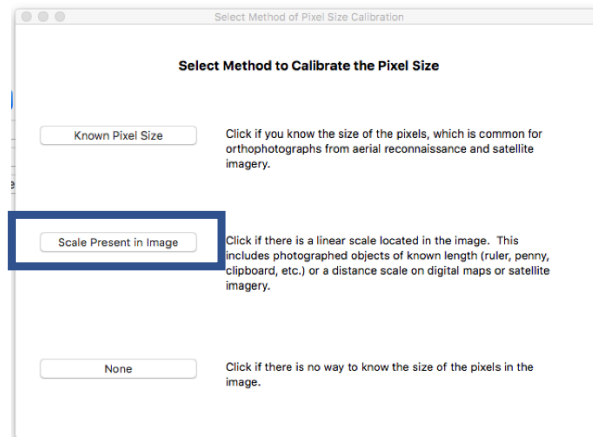 Select Method of Pixel Size Calibration
Select Method to Calibrate the Pixel Size
Known Pixel Size
Click if you know the size of the pixels, which is common for
orthophotographs from aerial reconnaissance and satellite
imagery.
Scale Present in Image
Click if there is a linear scale located in the image. This
includes photographed objects of known length (ruler, penny,
clipboard, etc.) or a distance scale on digital maps or satellite
imagery.
None
Click if there is no way to know the size of the pixels in the
image.